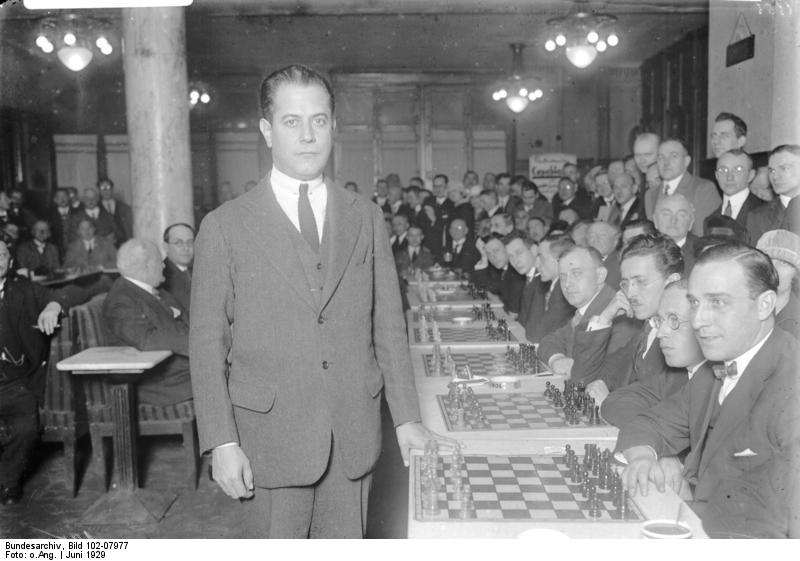 Bundesarchiv, Bild 102-07977
Foto: o.Ang. | Juni 1929